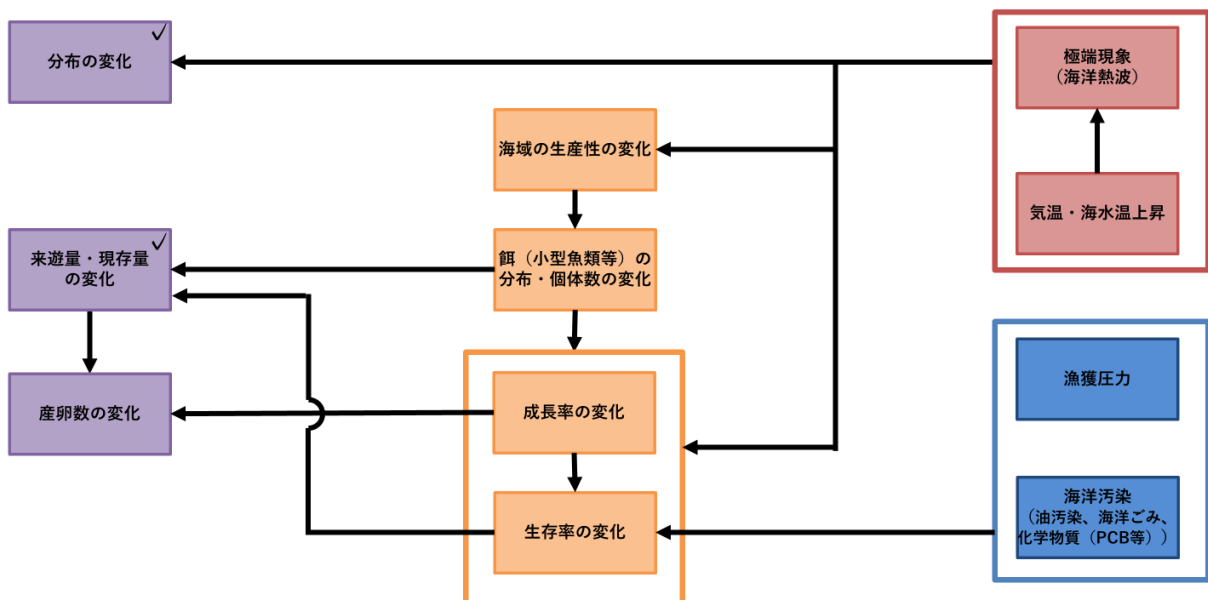 分布の変化
✓
極端現象
（海洋熱波）
海域の生産性の変化
気温・海水温上昇
来遊量・現存量
の変化
✓
餌（小型魚類等）の
分布・個体数の変化
漁獲圧力
産卵数の変化
成長率の変化
生存率の変化
海洋汚染
（油汚染、海洋ごみ、
化学物質（PCB等））